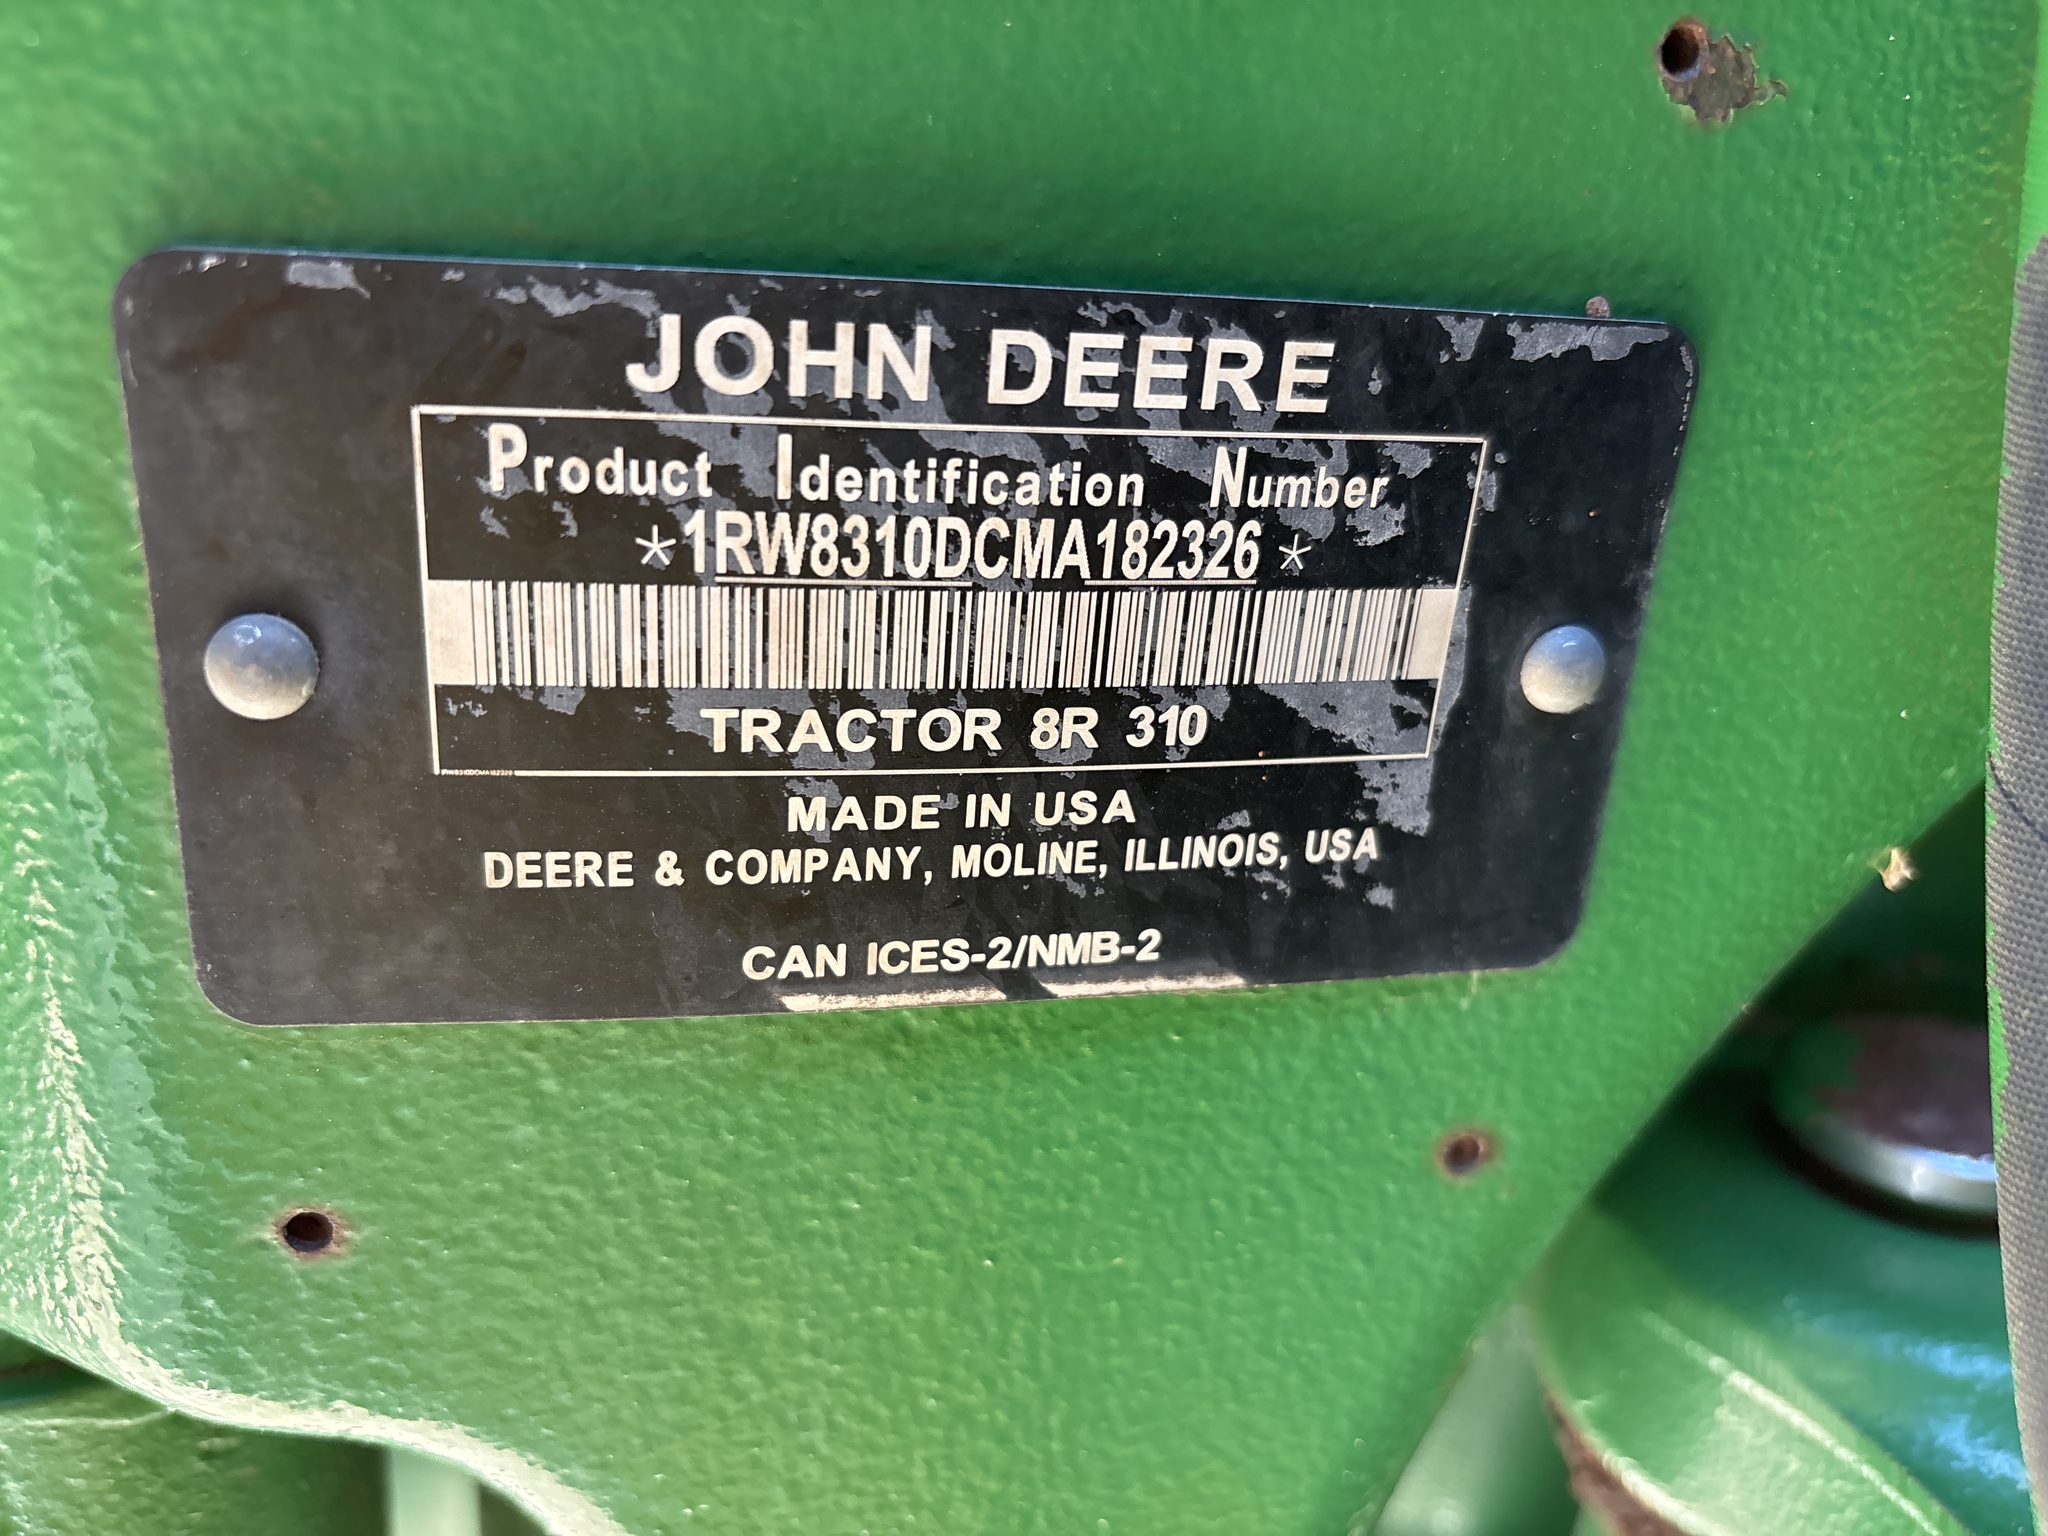 JOHN DEERE
Product Identification Number
*1RW8310DCMA182326*
TRACTOR 8R 310
1RW8310DCMA182326
MADE IN USA
DEERE & COMPANY, MOLINE, ILLINOIS, USA
CAN ICES-2/NMB-2